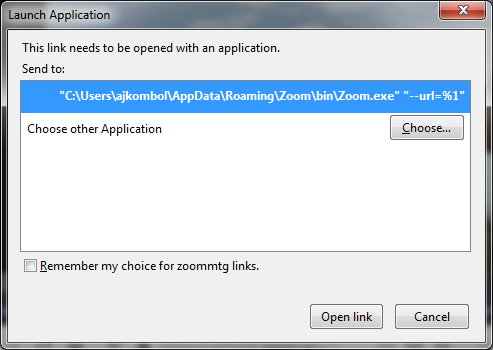 Launch Application
This link needs to be opened with an application.
Send to:
"C:\Users\ajkombol\AppData\Roaming\Zoom\bin\Zoom.exe" "--url=%1"
Choose other Application
Choose...
Remember my choice for zoommtg links.
Open link
Cancel